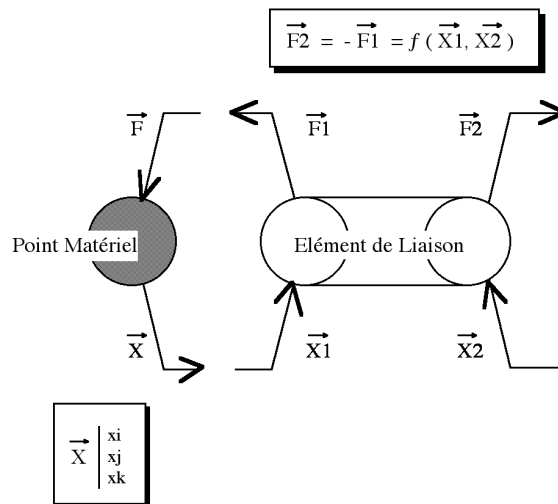 F2 = - F1 = f ( X1, X2 )
F F1 F2
Point Matériel Elément de Liaison
X X1 X2
X xi
xj
xk